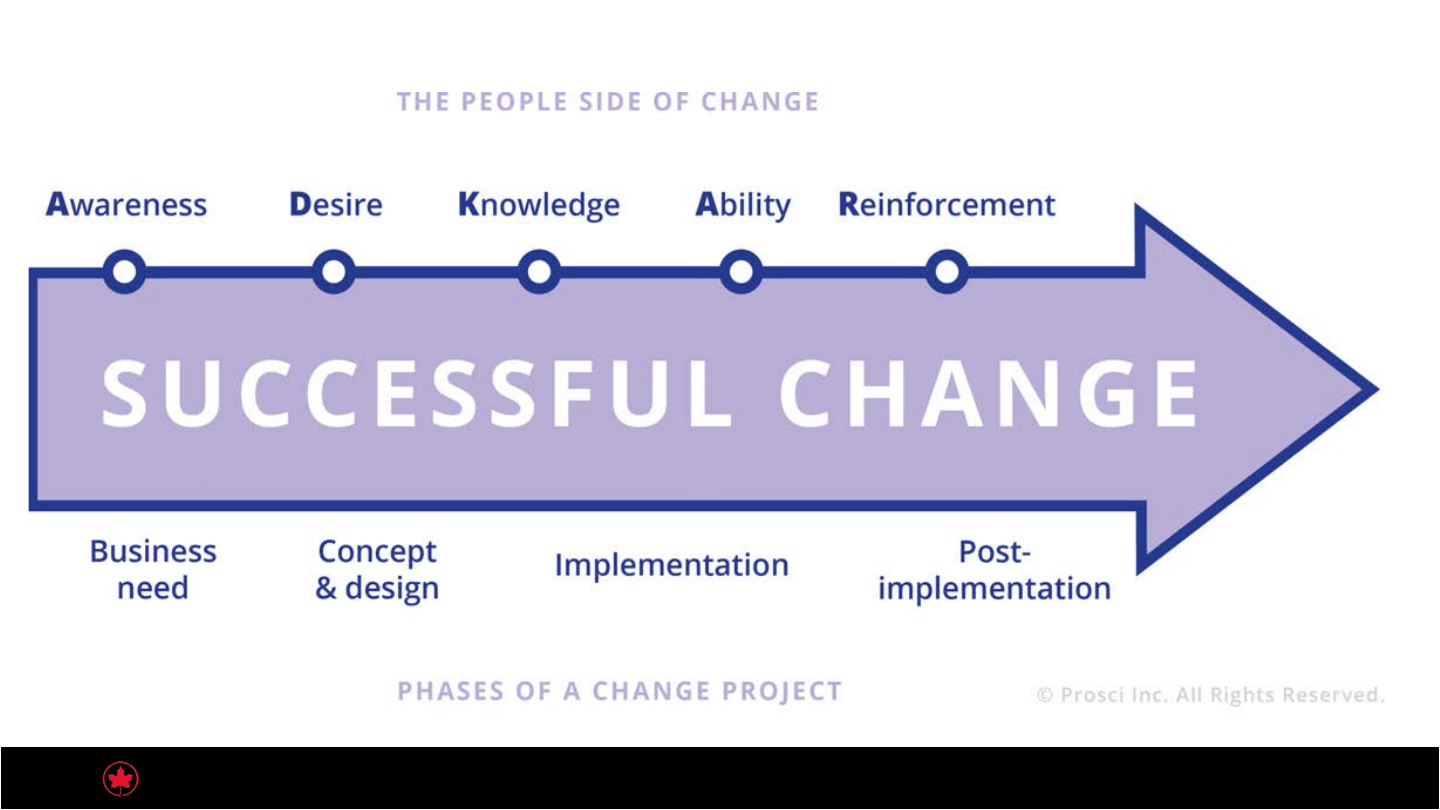 THE PEOPLE SIDE OF CHANGE
Awareness Desire Knowledge Ability Reinforcement
SUCCESSFUL CHANGE
Business need
Concept & design
Implementation
Post-implementation
PHASES OF A CHANGE PROJECT
© Prosci Inc. All Rights Reserved.